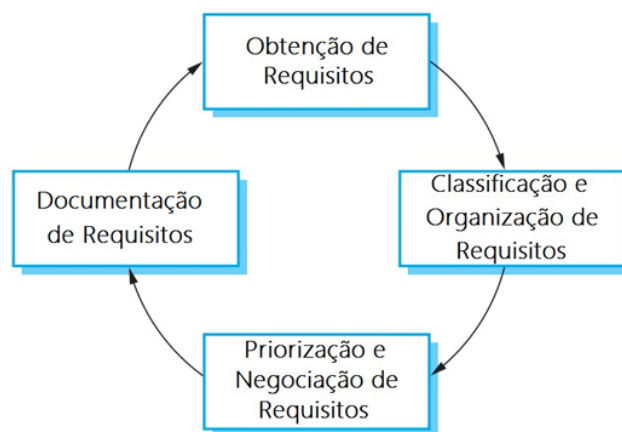 Obtenção de
Requisitos
Classificação e
Organização de
Requisitos
Priorização e
Negociação de
Requisitos
Documentação
de Requisitos